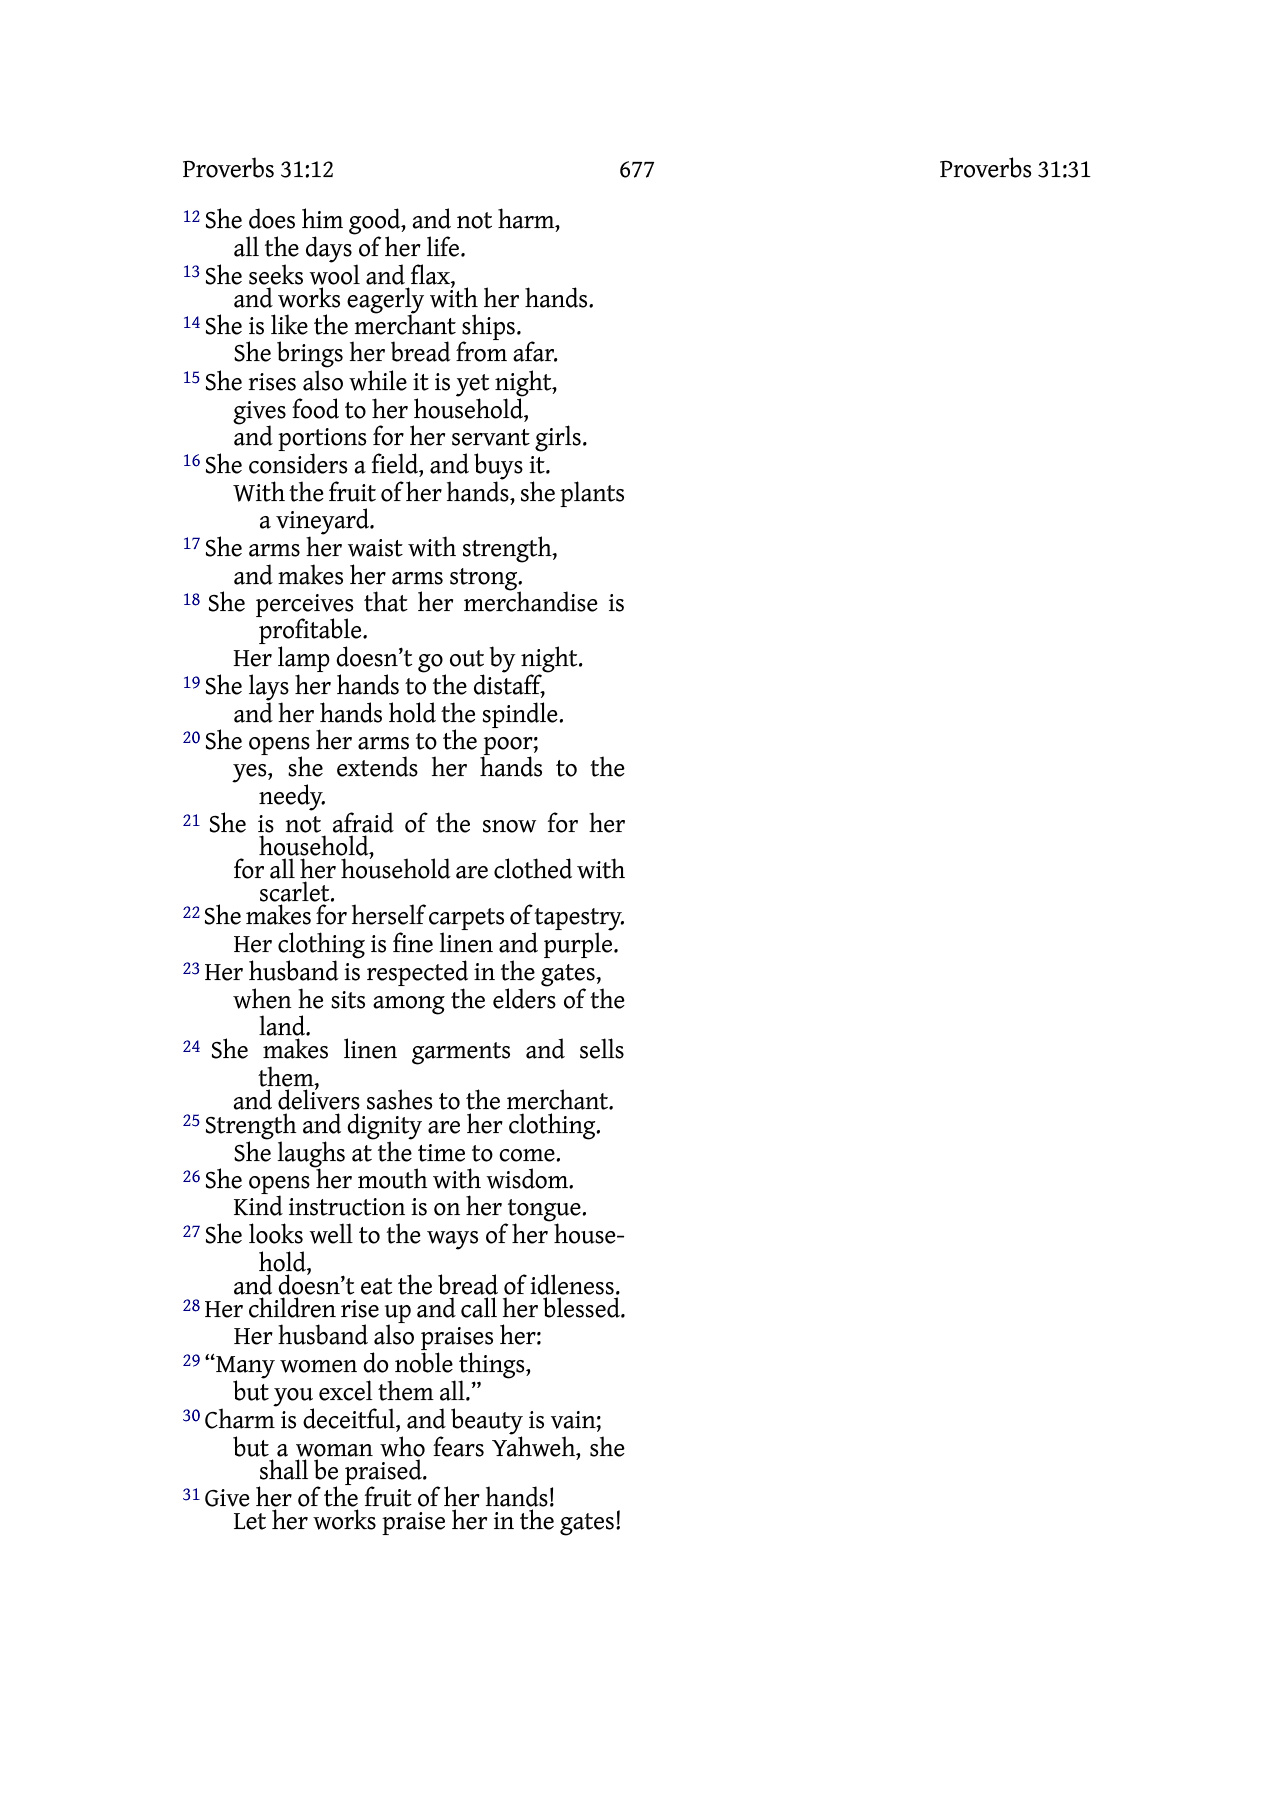 Proverbs 31:12 677 Proverbs 31:31
12 She does him good, and not harm,
all the days of her life.
13 She seeks wool and flax,
and works eagerly with her hands.
14 She is like the merchant ships.
She brings her bread from afar.
15 She rises also while it is yet night,
gives food to her household,
and portions for her servant girls.
16 She considers a field, and buys it.
With the fruit of her hands, she plants
a vineyard.
17 She arms her waist with strength,
and makes her arms strong.
18 She perceives that her merchandise is
profitable.
Her lamp doesn’t go out by night.
19 She lays her hands to the distaff,
and her hands hold the spindle.
20 She opens her arms to the poor;
yes, she extends her hands to the
needy.
21 She is not afraid of the snow for her
household,
for all her household are clothed with
scarlet.
22 She makes for herself carpets of tapestry.
Her clothing is fine linen and purple.
23 Her husband is respected in the gates,
when he sits among the elders of the
land.
24 She makes linen garments and sells
them,
and delivers sashes to the merchant.
25 Strength and dignity are her clothing.
She laughs at the time to come.
26 She opens her mouth with wisdom.
Kind instruction is on her tongue.
27 She looks well to the ways of her house-
hold,
and doesn’t eat the bread of idleness.
28 Her children rise up and call her blessed.
Her husband also praises her:
29 “Many women do noble things,
but you excel them all.”
30 Charm is deceitful, and beauty is vain;
but a woman who fears Yahweh, she
shall be praised.
31 Give her of the fruit of her hands!
Let her works praise her in the gates!